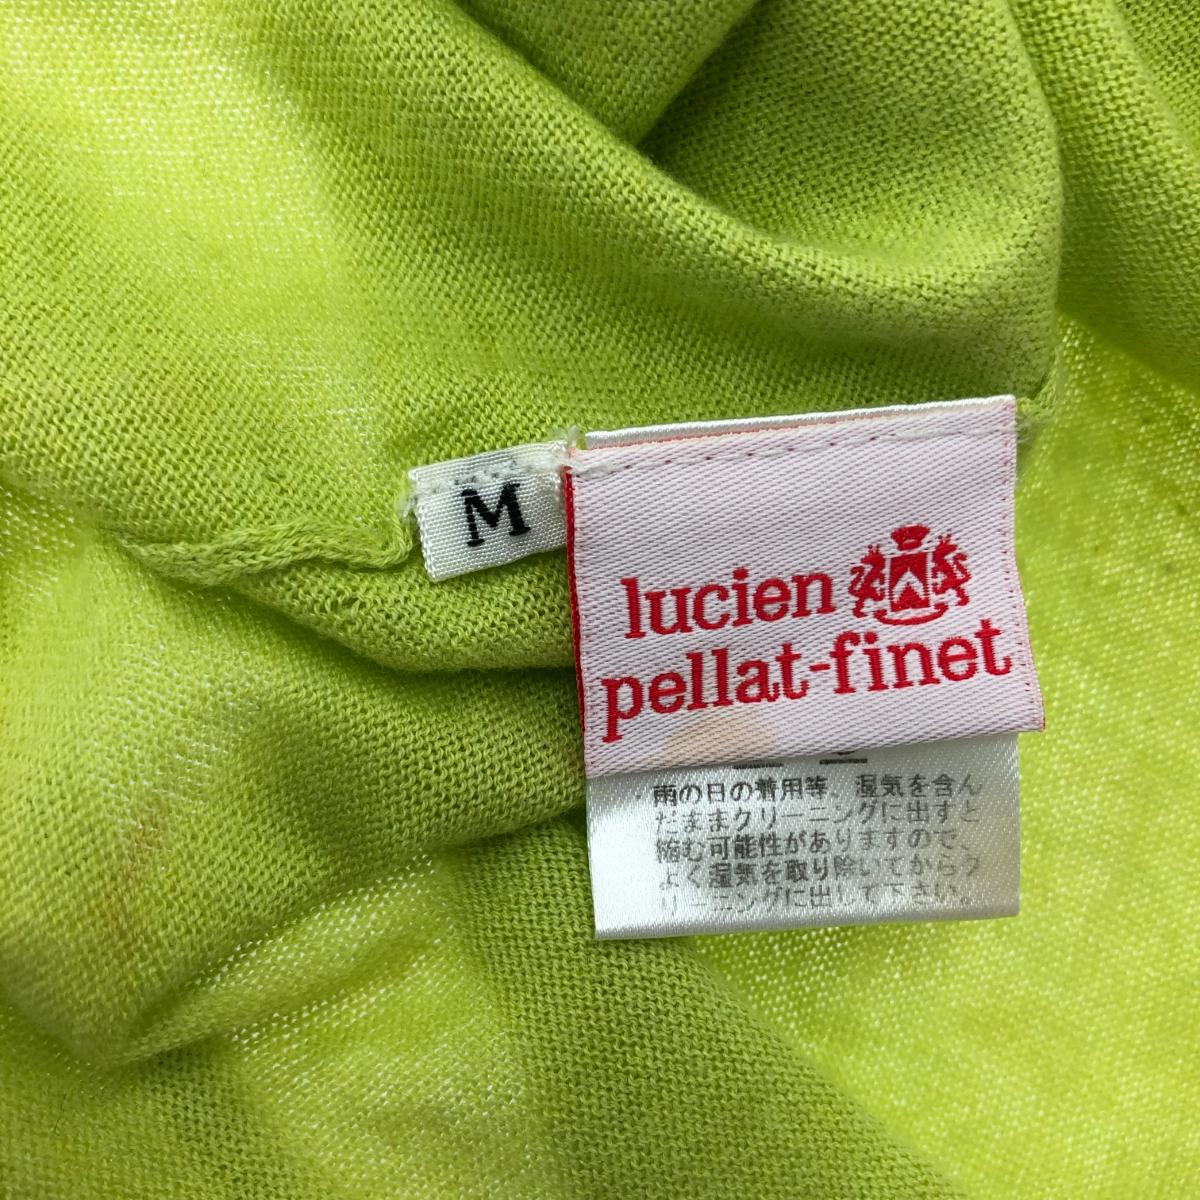 M
lucien
pellat-finet
・雨の日の着用等、湿気を含ん
だままクリーニングに出すと
縮む可能性がありますので、
よく湿気を取り除いてからク
リーニングに出して下さい。